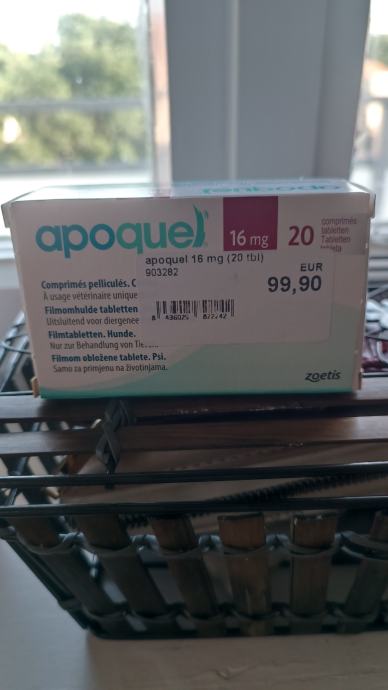 apoquel
apoquel 16 mg 20
comprimés
tabletten
Tabletten
apoquel 16 mg (20 tbl)
903282
EUR
99,90
Comprimés pelliculés. C
À usage vétérinaire unique
Filmomhulde tabletten
Uitsluitend voor diergenee
Filmtabletten. Hunde.
Nur zur Behandlung von
Filmom obložene tablete. Psi.
Samo za primjenu na životinjama.
zoetis